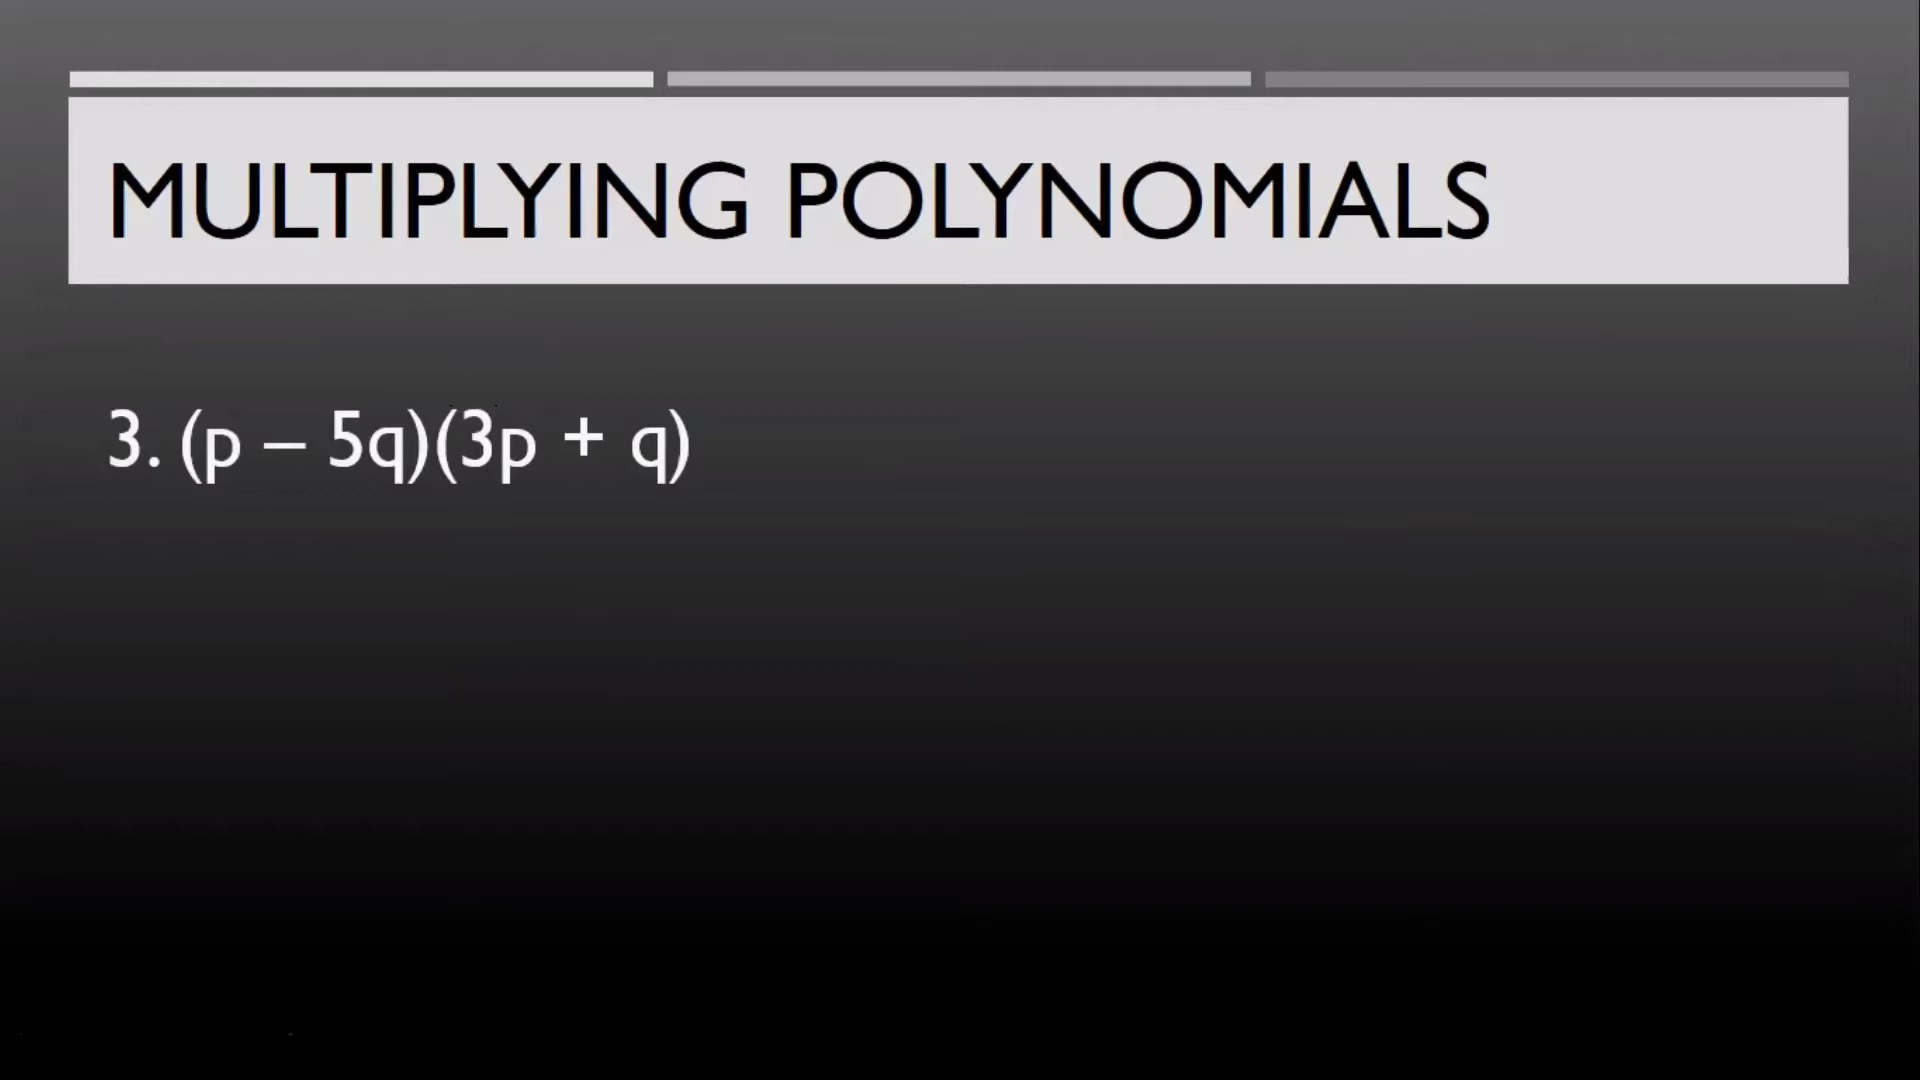 MULTIPLYING POLYNOMIALS
3. (p – 5q)(3p + q)